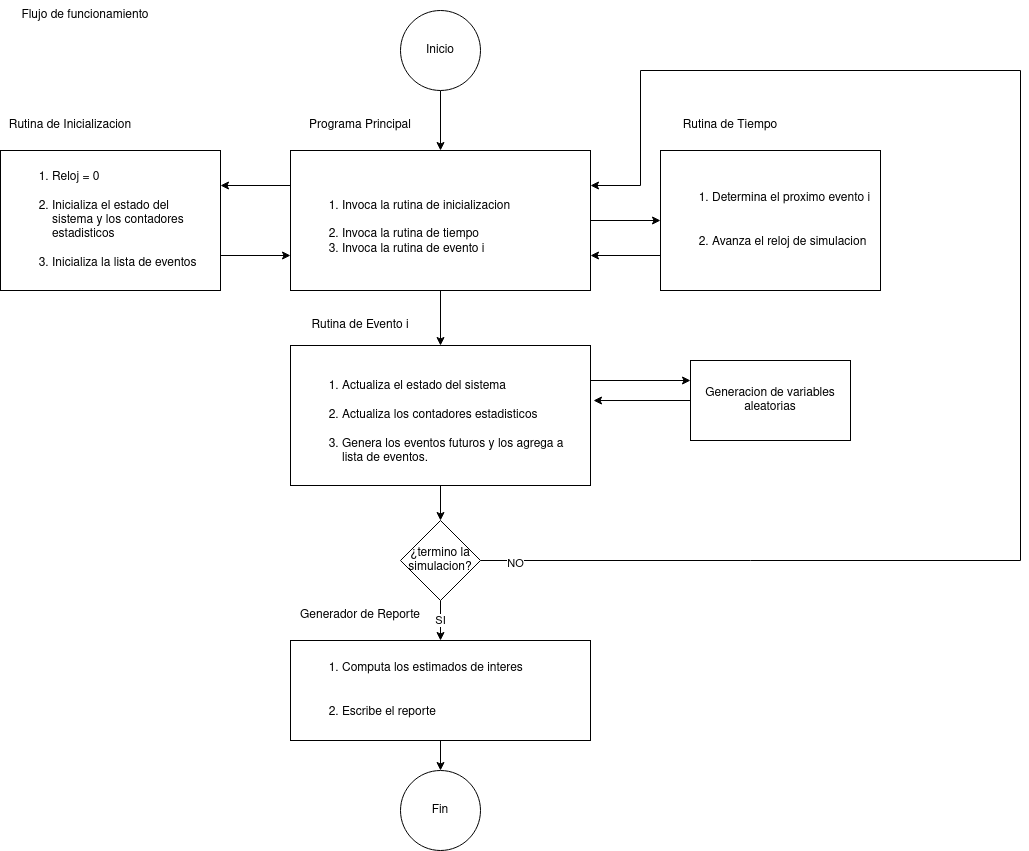 Flujo de funcionamiento
Inicio
Rutina de Inicializacion
Programa Principal
Rutina de Tiempo
1. Reloj = 0
2. Inicializa el estado del
sistema y los contadores
estadisticos
3. Inicializa la lista de eventos
1. Invoca la rutina de inicializacion
2. Invoca la rutina de tiempo
3. Invoca la rutina de evento i
1. Determina el proximo evento i
2. Avanza el reloj de simulacion
Rutina de Evento i
1. Actualiza el estado del sistema
2. Actualiza los contadores estadisticos
3. Genera los eventos futuros y los agrega a
lista de eventos.
Generacion de variables
aleatorias
¿termino la
simulacion?
NO
Generador de Reporte
SI
1. Computa los estimados de interes
2. Escribe el reporte
Fin